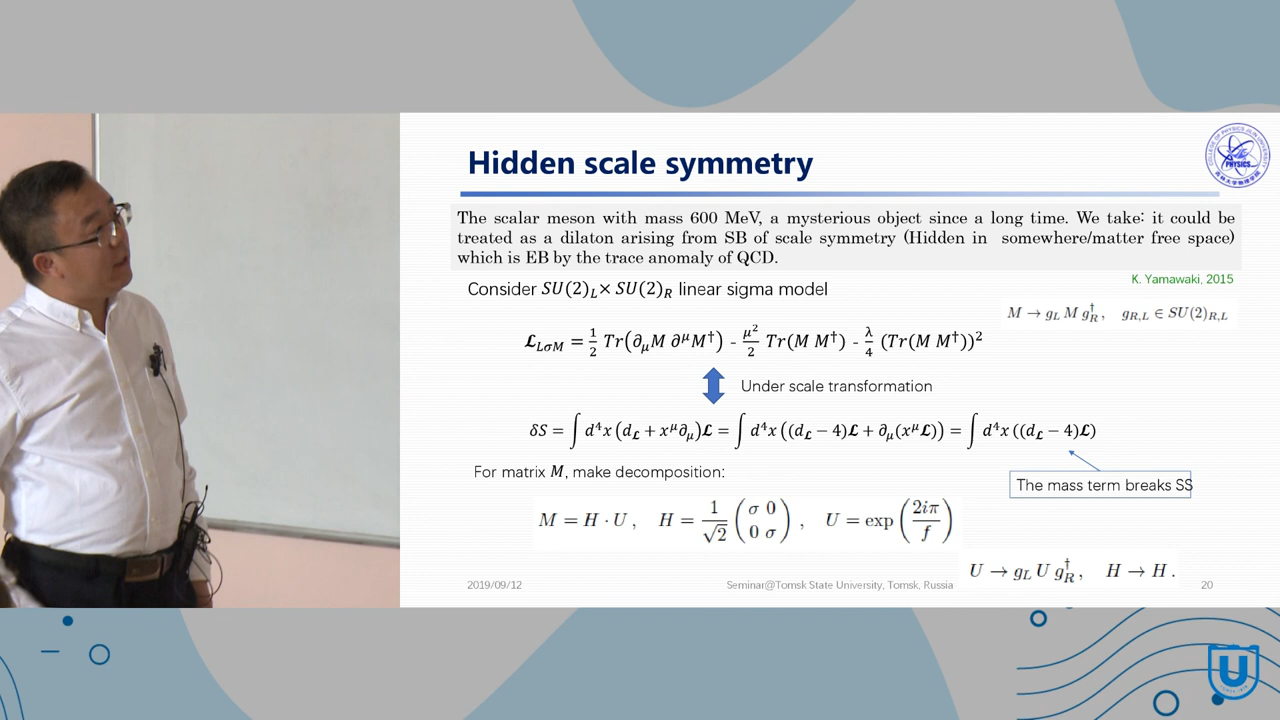 Hidden scale symmetry
The scalar meson with mass 600 MeV, a mysterious object since a long time. We take: it could be
treated as a dilaton arising from SB of scale symmetry (Hidden in somewhere/matter free space)
which is EB by the trace anomaly of QCD.
K. Yamawaki, 2015
Consider SU(2)_L × SU(2)_R linear sigma model
M → g_L M g_R^†, g_{R,L} ∈ SU(2)_{R,L}
𝓛_{LσM} = 1/2 Tr(∂_μ M ∂^μ M^†) - μ²/2 Tr(M M^†) - λ/4 (Tr(M M^†))²
Under scale transformation
δS = ∫ d⁴x (d_𝓛 + x^μ ∂_μ)𝓛 = ∫ d⁴x ((d_𝓛 − 4)𝓛 + ∂_μ(x^μ 𝓛)) = ∫ d⁴x ((d_𝓛 − 4)𝓛)
For matrix M, make decomposition:
The mass term breaks SS
M = H · U, H = 1/√2 (σ 0 0 σ), U = exp(2iπ/f)
U → g_L U g_R^†, H → H.
2019/09/12
Seminar@Tomsk State University, Tomsk, Russia
20
PHYSICS